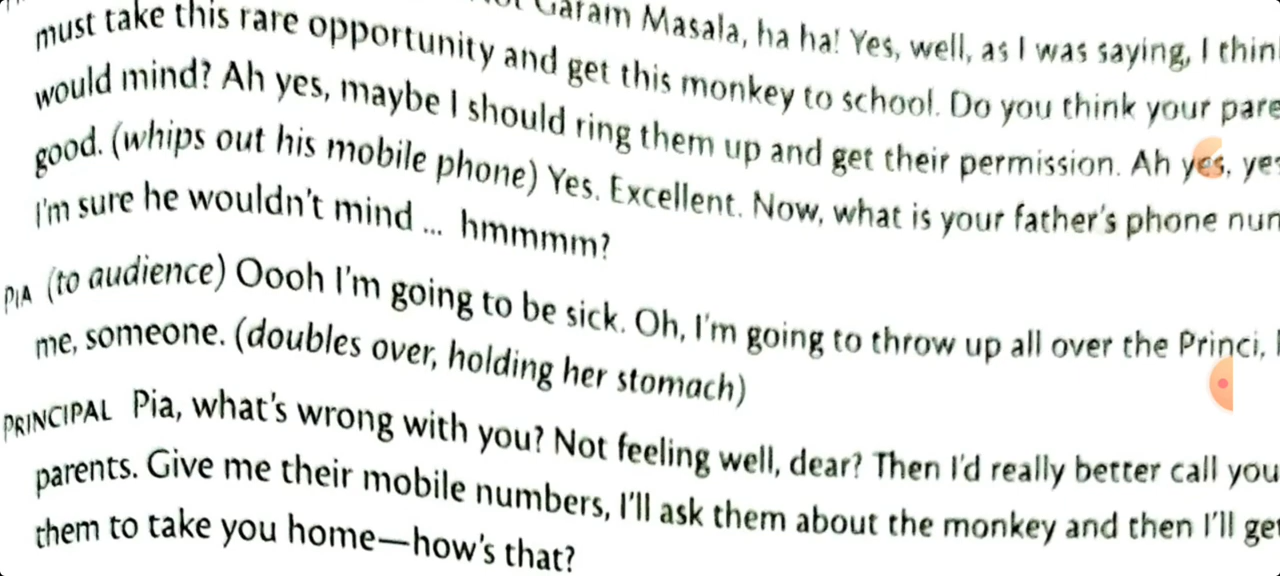 Garam Masala, ha ha! Yes, well, as I was saying, I
must take this rare opportunity and get this monkey to school. Do you think your
would mind? Ah yes, maybe I should ring them up and get their permission. Ah yes,
good. (whips out his mobile phone) Yes. Excellent. Now, what is your father's phone
I'm sure he wouldn't mind ... hmmmm?
PIA (to audience) Oooh I'm going to be sick. Oh, I'm going to throw up all over the Princi,
me, someone. (doubles over, holding her stomach)
PRINCIPAL Pia, what's wrong with you? Not feeling well, dear? Then I'd really better call you
parents. Give me their mobile numbers, I'll ask them about the monkey and then I'll
them to take you home—how's that?